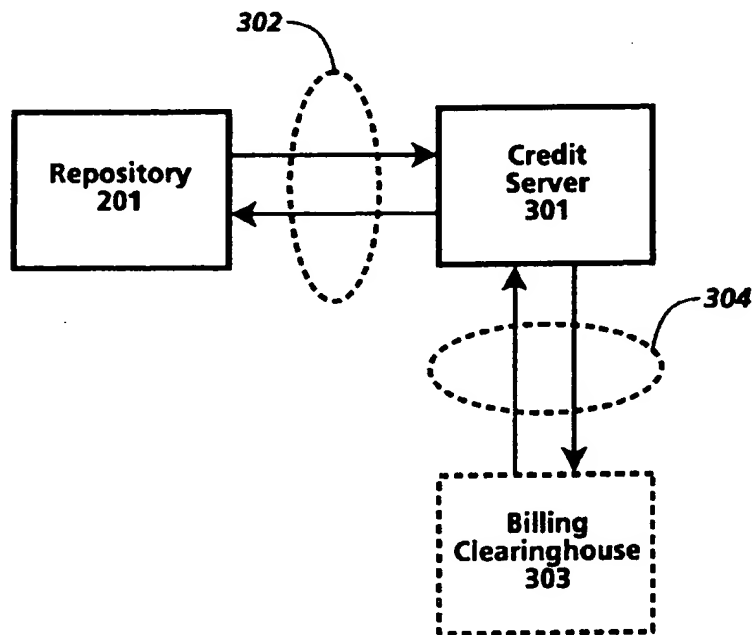 302
Repository
201
Credit
Server
301
304
Billing
Clearinghouse
303